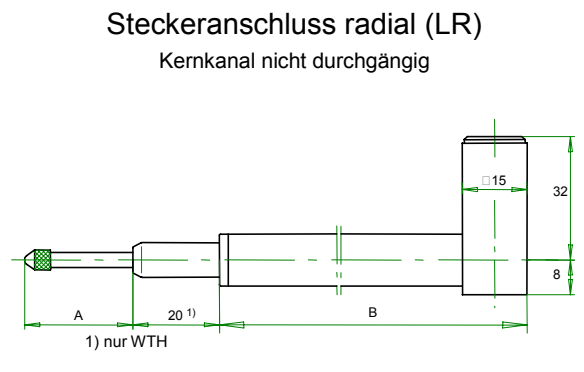 Steckeranschluss radial (LR)
Kernkanal nicht durchgängig
□15
32
8
A
20 1)
B
1) nur WTH